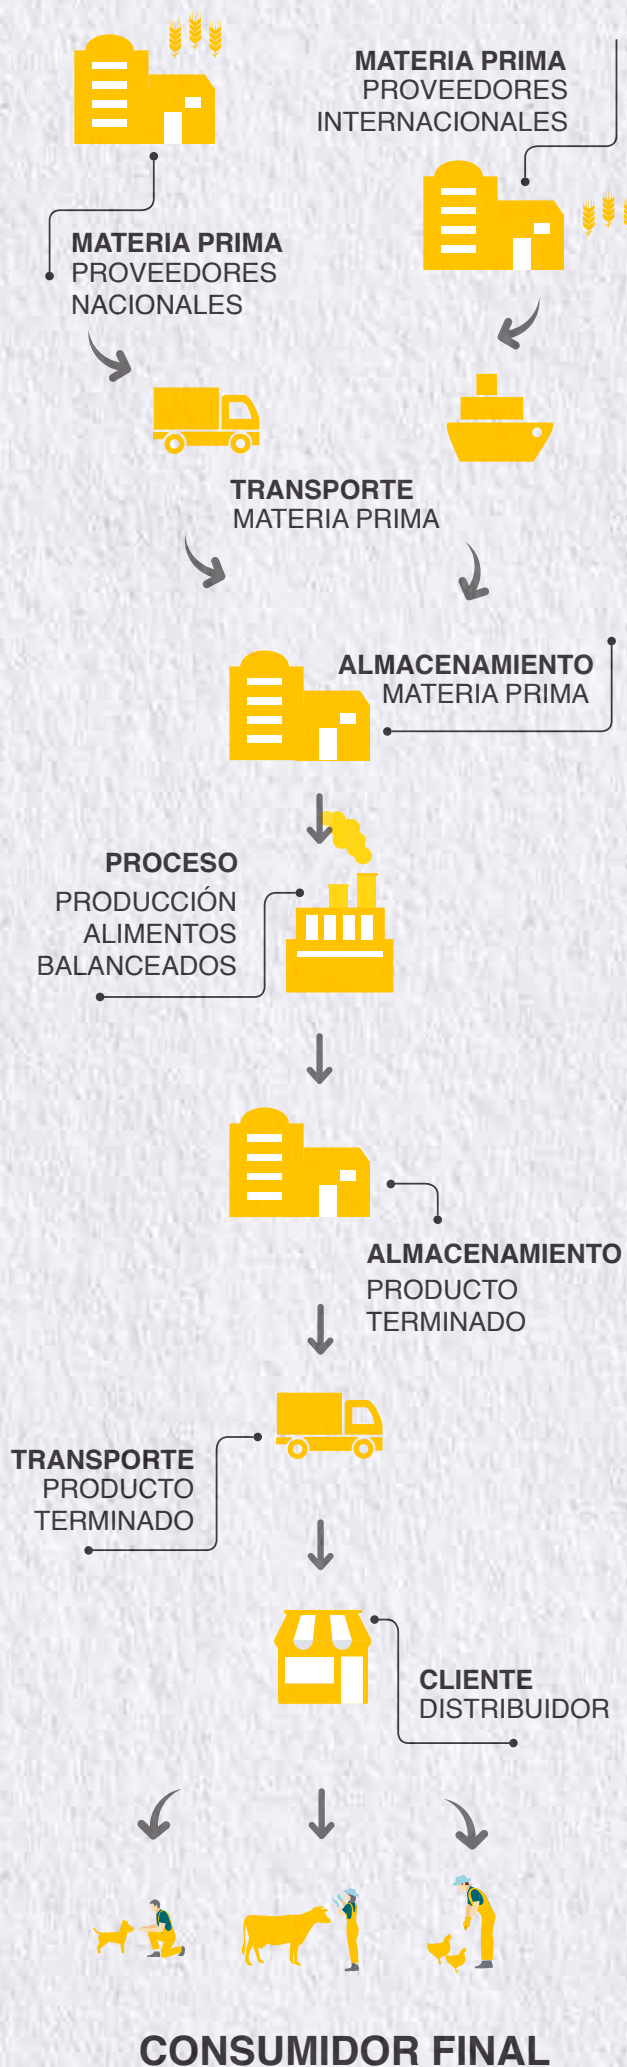 MATERIA PRIMA
PROVEEDORES
INTERNACIONALES
MATERIA PRIMA
PROVEEDORES
NACIONALES
TRANSPORTE
MATERIA PRIMA
ALMACENAMIENTO
MATERIA PRIMA
PROCESO
PRODUCCIÓN
ALIMENTOS
BALANCEADOS
ALMACENAMIENTO
PRODUCTO
TERMINADO
TRANSPORTE
PRODUCTO
TERMINADO
CLIENTE
DISTRIBUIDOR
CONSUMIDOR FINAL